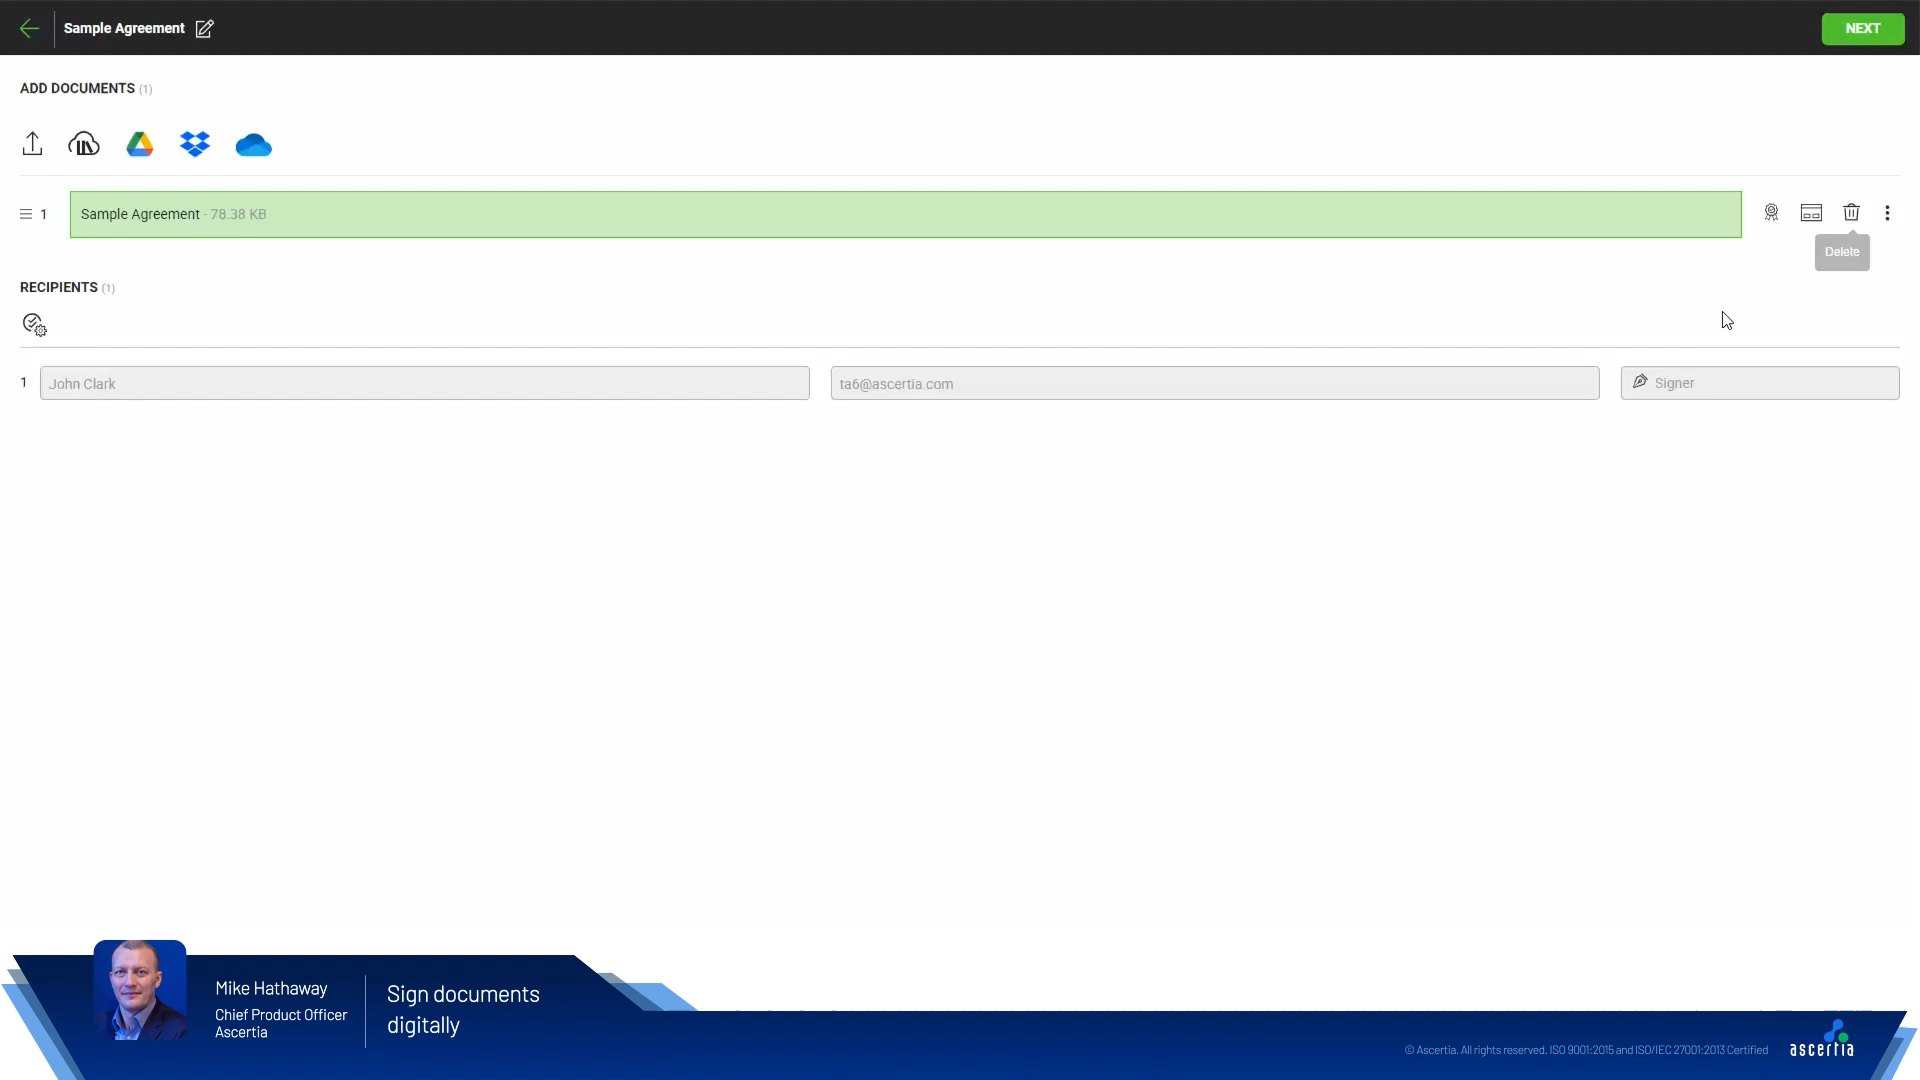 Sample Agreement
NEXT
ADD DOCUMENTS (1)
1
Sample Agreement - 78.38 KB
Delete
RECIPIENTS (1)
1
John Clark
ta6@ascertia.com
Signer
Mike Hathaway
Chief Product Officer
Ascertia
Sign documents
digitally
© Ascertia. All rights reserved. ISO 9001:2015 and ISO/IEC 27001:2013 Certified
ascertia